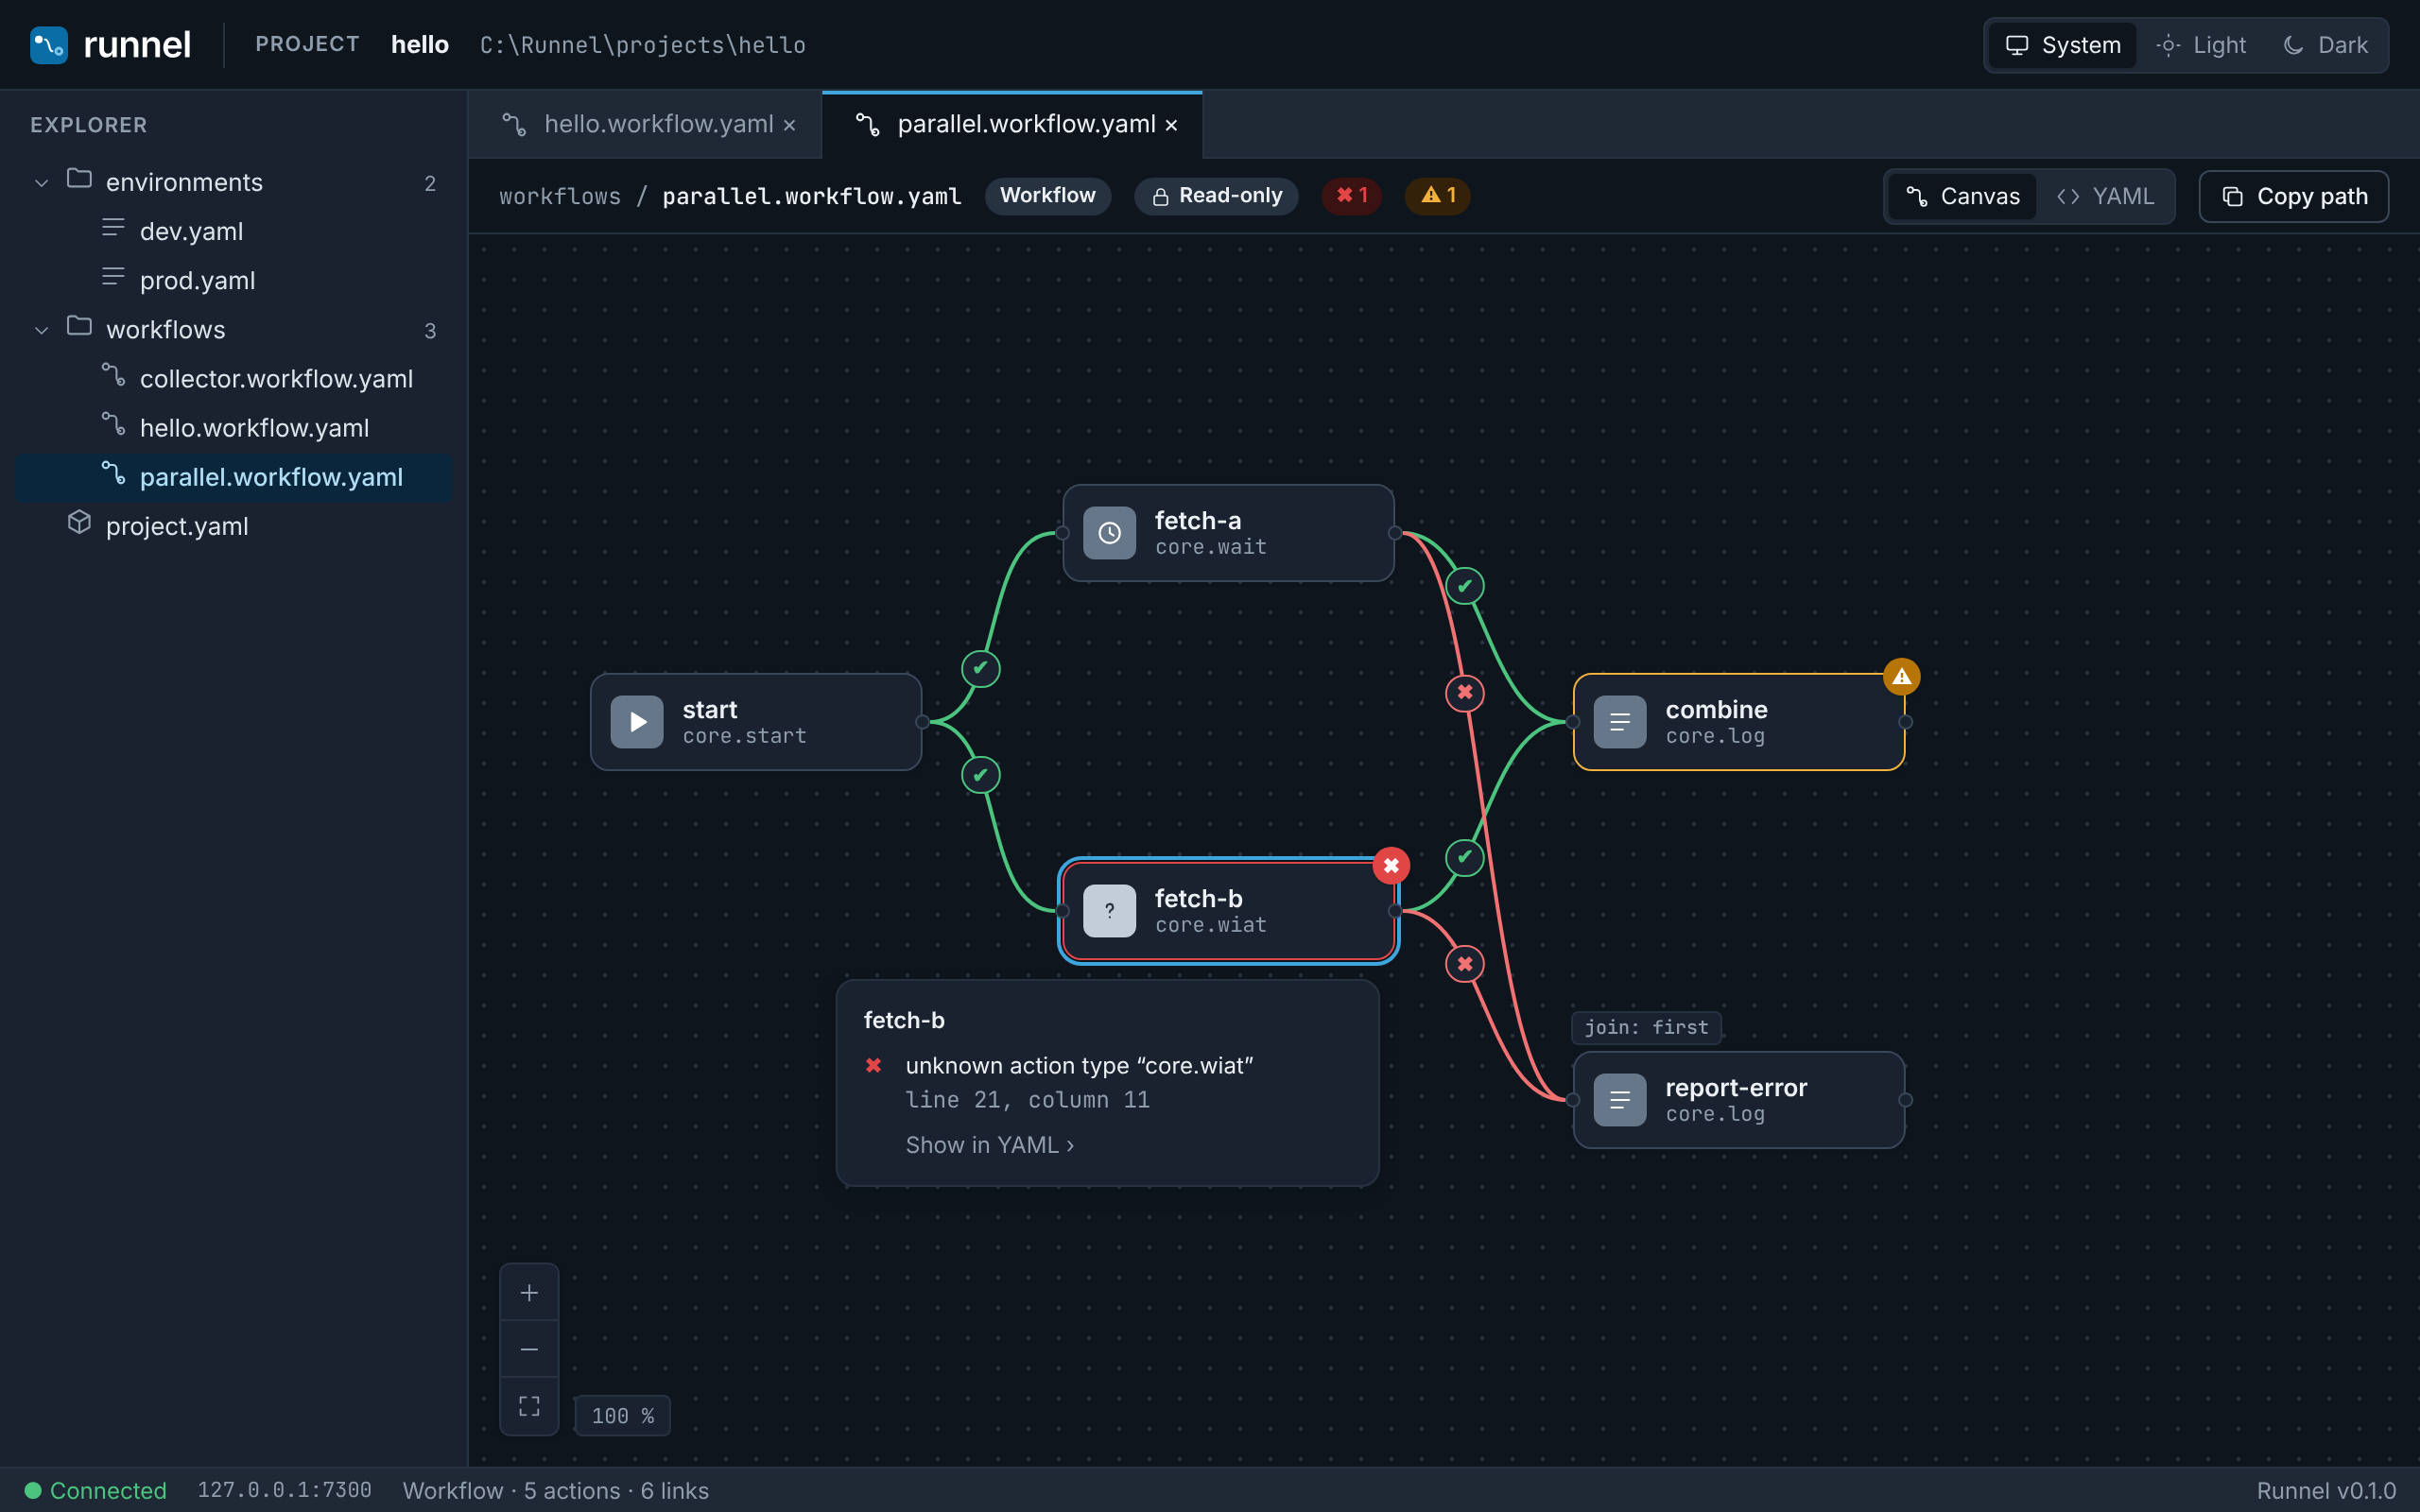 runnel PROJECT hello C:\Runnel\projects\hello System Light Dark
EXPLORER
environments 2
dev.yaml
prod.yaml
workflows 3
collector.workflow.yaml
hello.workflow.yaml
parallel.workflow.yaml
project.yaml
hello.workflow.yaml × parallel.workflow.yaml ×
workflows / parallel.workflow.yaml Workflow Read-only ✖ 1 ⚠ 1 Canvas YAML Copy path
fetch-a
core.wait
start
core.start
combine
core.log
?
fetch-b
core.wiat
fetch-b
✖ unknown action type “core.wiat”
line 21, column 11
Show in YAML ›
join: first
report-error
core.log
100 %
Connected 127.0.0.1:7300 Workflow · 5 actions · 6 links Runnel v0.1.0